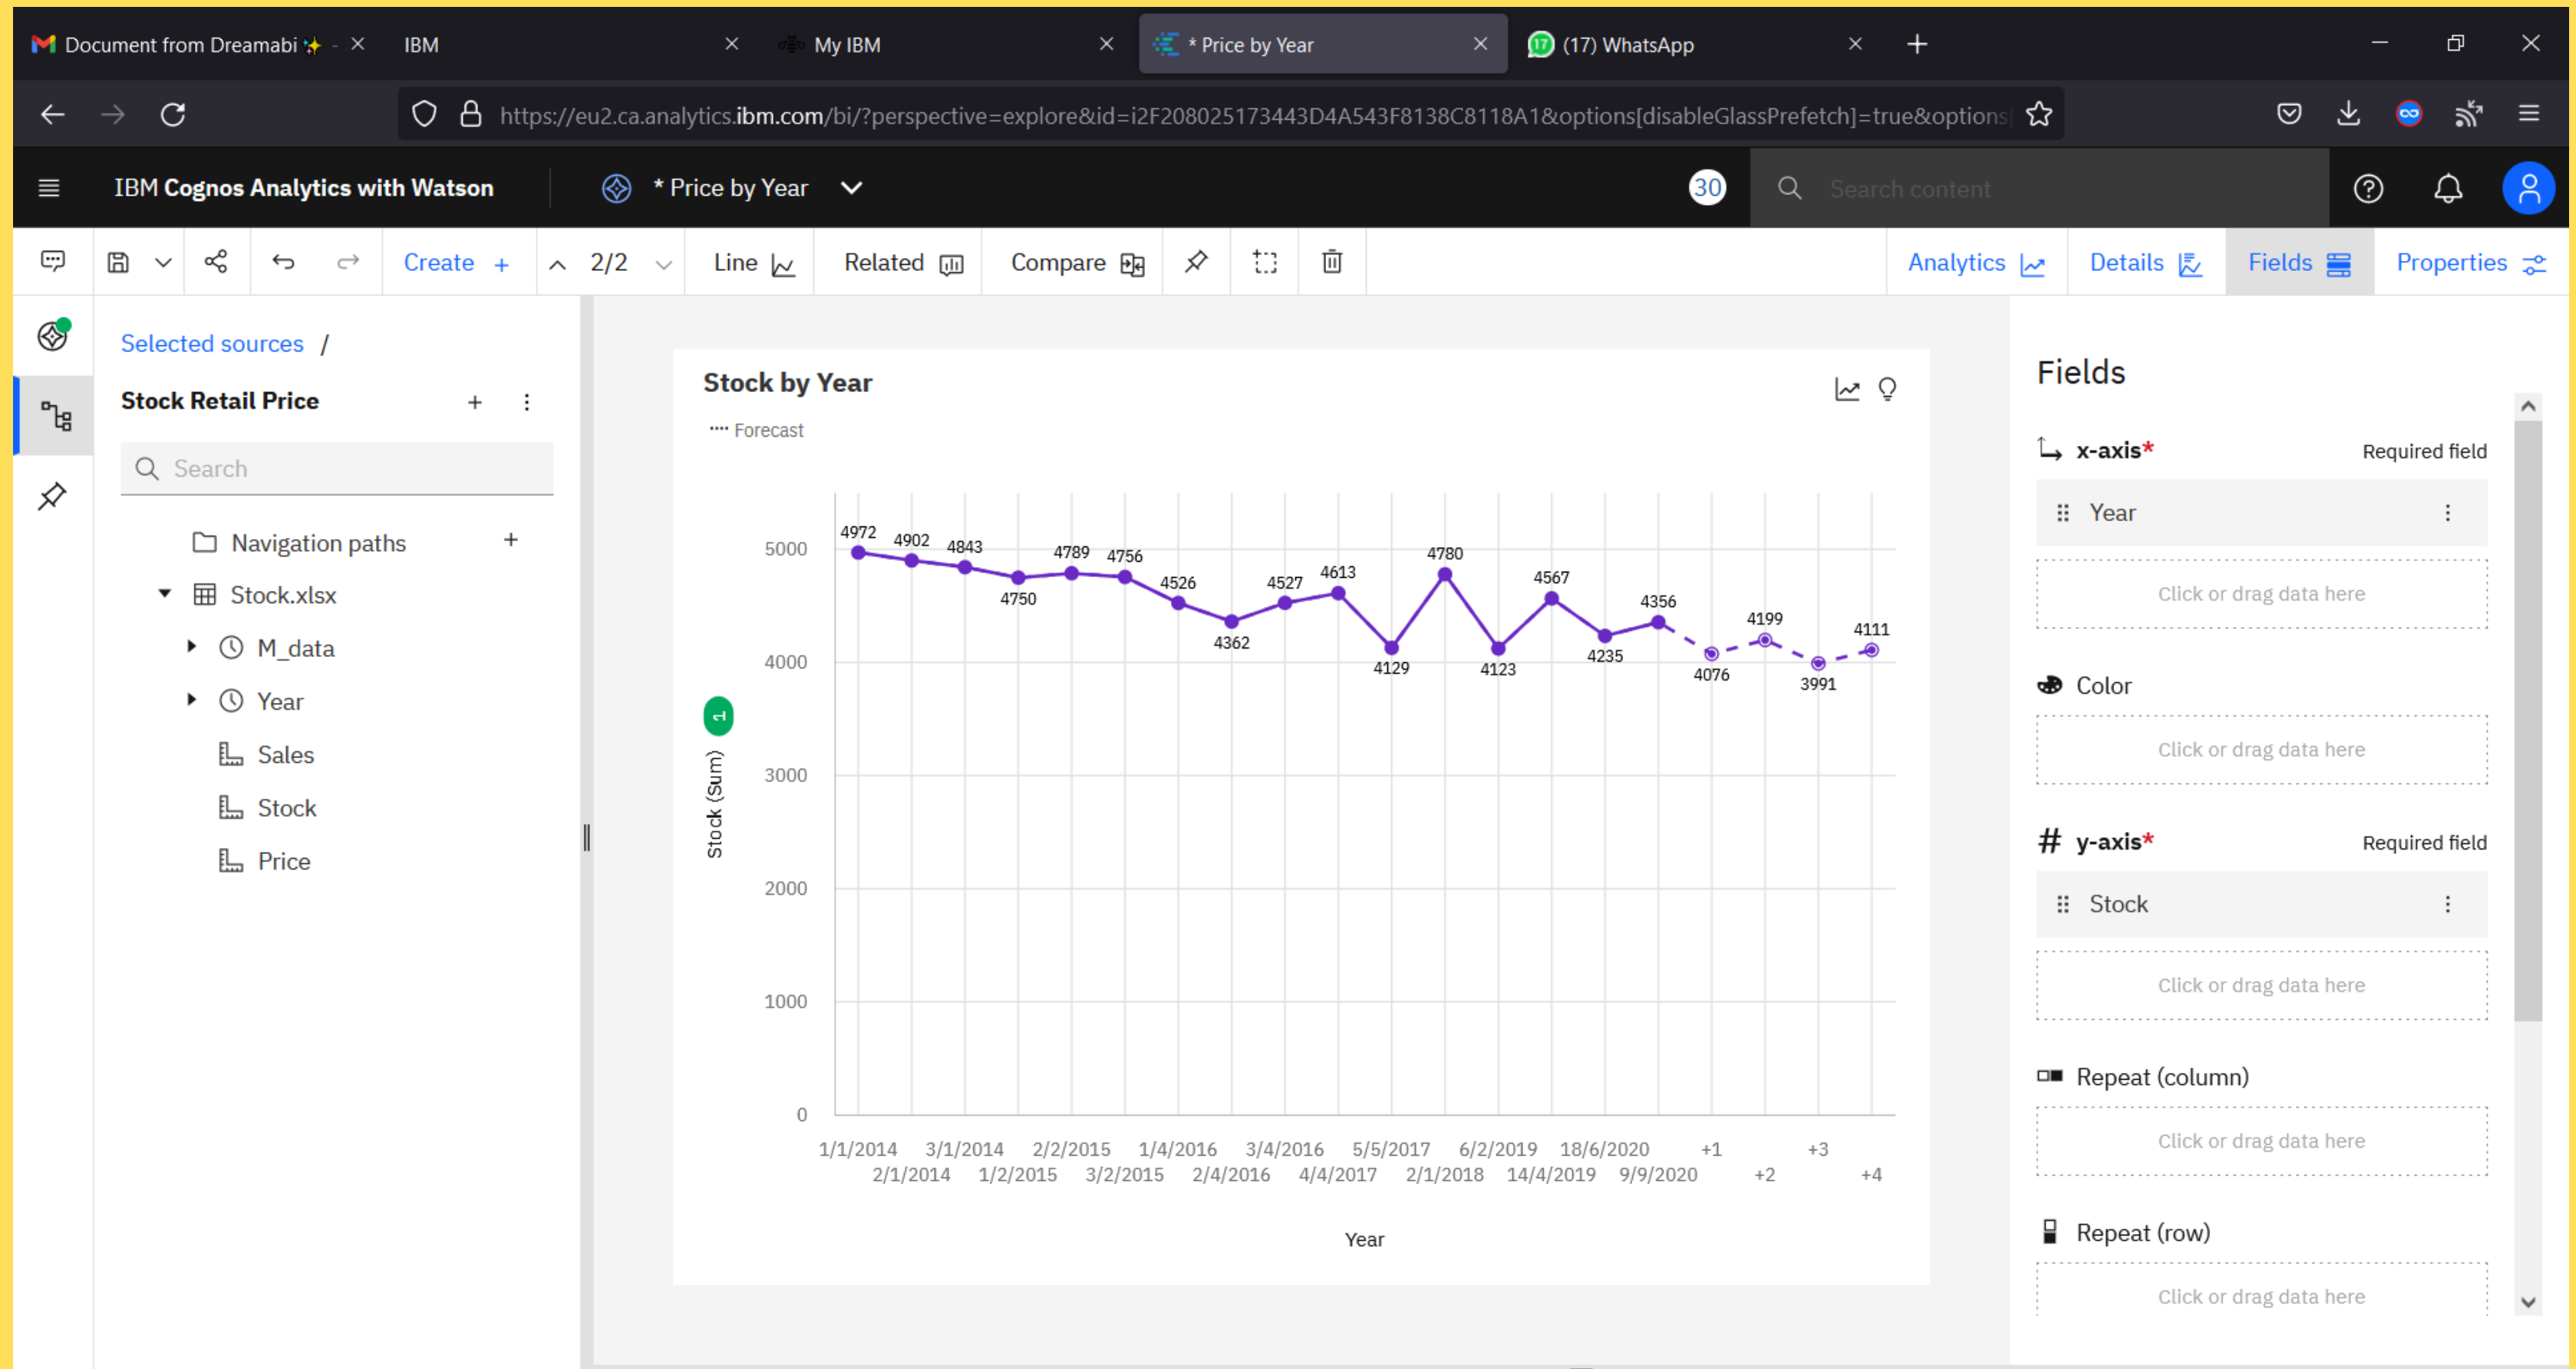 Document from Dreamabi ✨ -
IBM
My IBM
* Price by Year
17 (17) WhatsApp
https://eu2.ca.analytics.ibm.com/bi/?perspective=explore&id=i2F208025173443D4A543F8138C8118A1&options[disableGlassPrefetch]=true&options
IBM Cognos Analytics with Watson
* Price by Year
30
Search content
Create +
2/2
Line
Related
Compare
Analytics
Details
Fields
Properties
Selected sources /
Stock Retail Price
Search
Navigation paths
Stock.xlsx
M_data
Year
Sales
Stock
Price
Stock by Year
Forecast
4972 4902 4843 4750 4789 4756 4526 4362 4527 4613 4129 4780 4123 4567 4235 4356 4076 4199 3991 4111
5000
4000
3000
2000
1000
0
1
Stock (Sum)
1/1/2014 3/1/2014 2/2/2015 1/4/2016 3/4/2016 5/5/2017 6/2/2019 18/6/2020 +1 +3
2/1/2014 1/2/2015 3/2/2015 2/4/2016 4/4/2017 2/1/2018 14/4/2019 9/9/2020 +2 +4
Year
Fields
x-axis* Required field
Year
Click or drag data here
Color
Click or drag data here
# y-axis* Required field
Stock
Click or drag data here
Repeat (column)
Click or drag data here
Repeat (row)
Click or drag data here